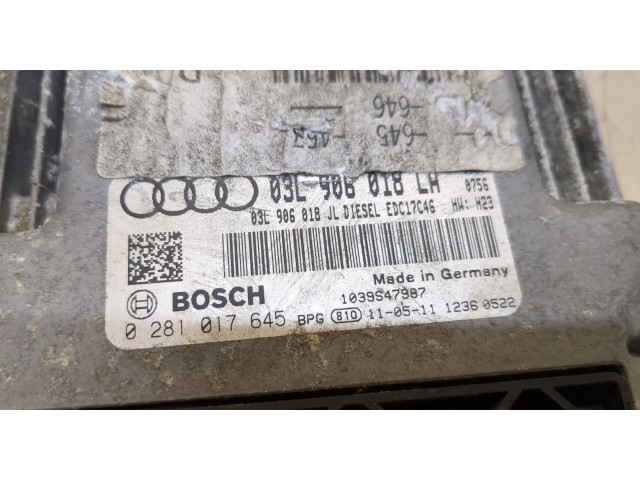 -646
-645 -453
03L 906 018 LH 0756
03L 906 018 JL DIESEL EDC17C46 HW: H23
Made in Germany
BOSCH 1039S47987
0 281 017 645 BPG 810 11-05-11 1236 0522